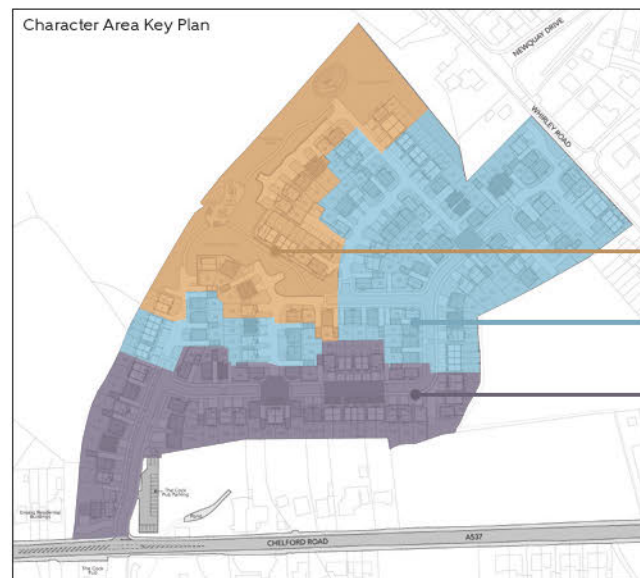 Character Area Key Plan
NEWQUAY DRIVE
WHIRLEY ROAD
The Cock
Pub Parking
Pond
Existing Residential
Buildings
CHELFORD ROAD
A537
The Cock
Pub